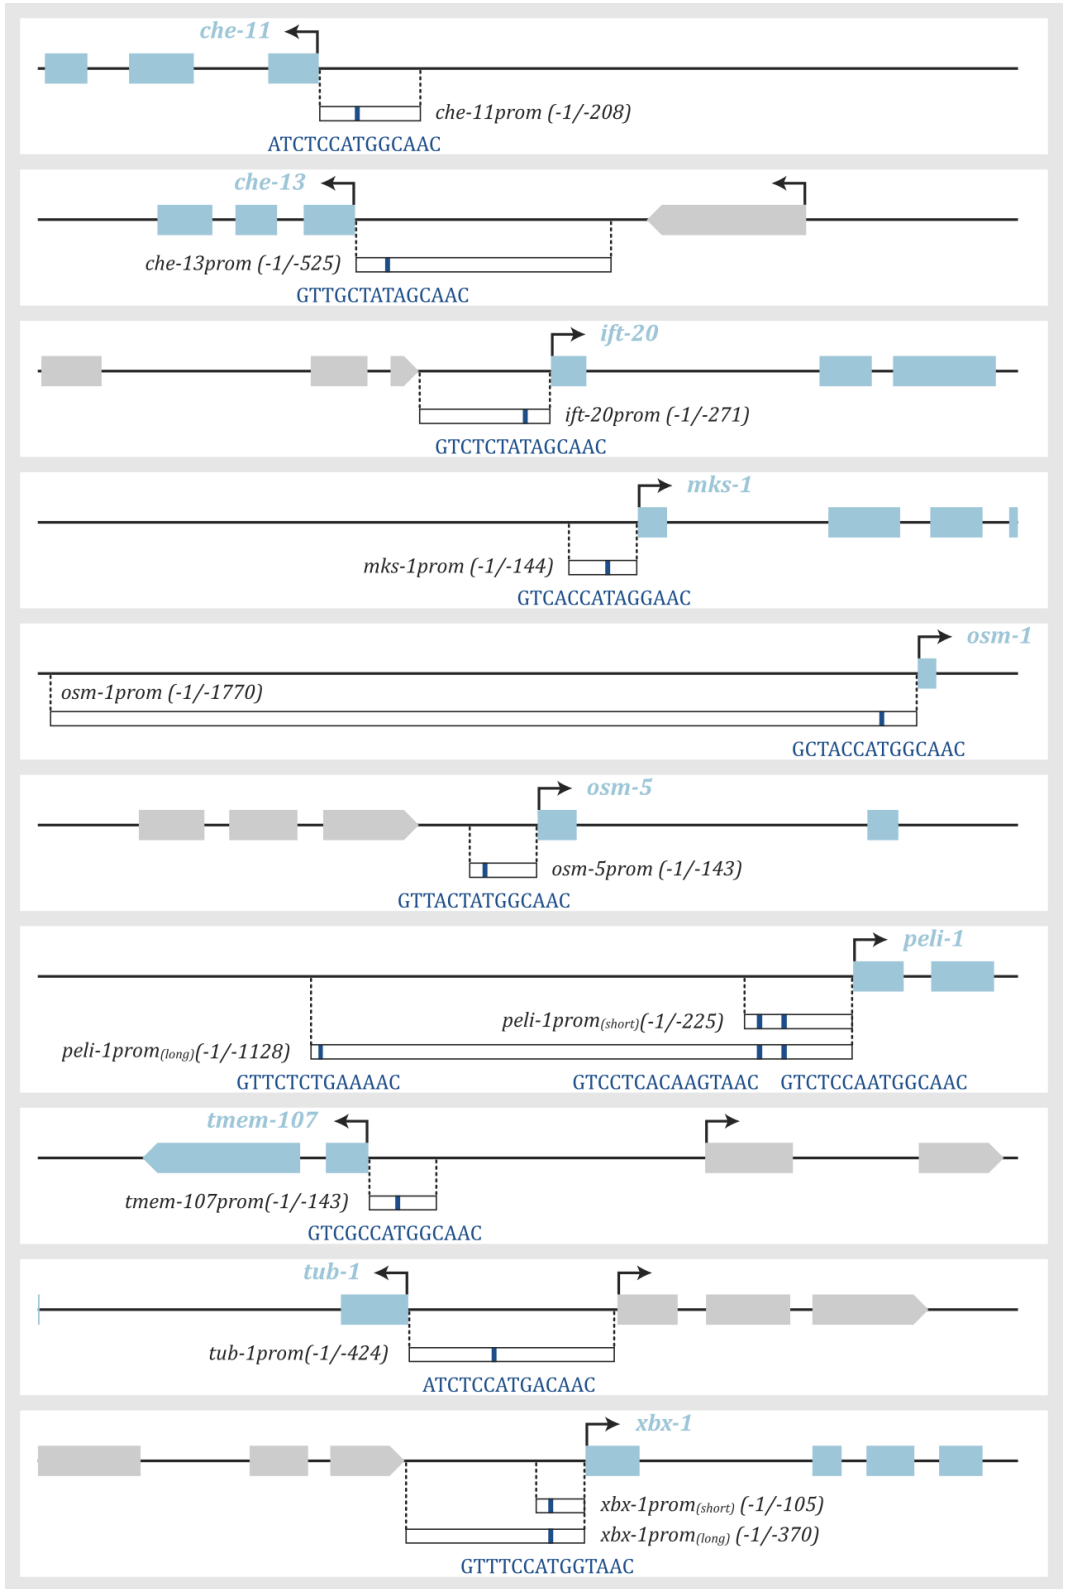 che-11
che-11prom (-1/-208)
ATCTCCATGGCAAC
che-13
che-13prom (-1/-525)
GTTGCTATAGCAAC
ift-20
ift-20prom (-1/-271)
GTCTCTATAGCAAC
mks-1
mks-1prom (-1/-144)
GTCACCATAGGAAC
osm-1
osm-1prom (-1/-1770)
GCTACCATGGCAAC
osm-5
osm-5prom (-1/-143)
GTTACTATGGCAAC
peli-1
peli-1prom(short)(-1/-225)
peli-1prom(long)(-1/-1128)
GTTCTCTGAAAAC GTCCTCACAAGTAAC GTCTCCAATGGCAAC
tmem-107
tmem-107prom(-1/-143)
GTCGCCATGGCAAC
tub-1
tub-1prom(-1/-424)
ATCTCCATGACAAC
xbx-1
xbx-1prom(short) (-1/-105)
xbx-1prom(long) (-1/-370)
GTTTCCATGGTAAC